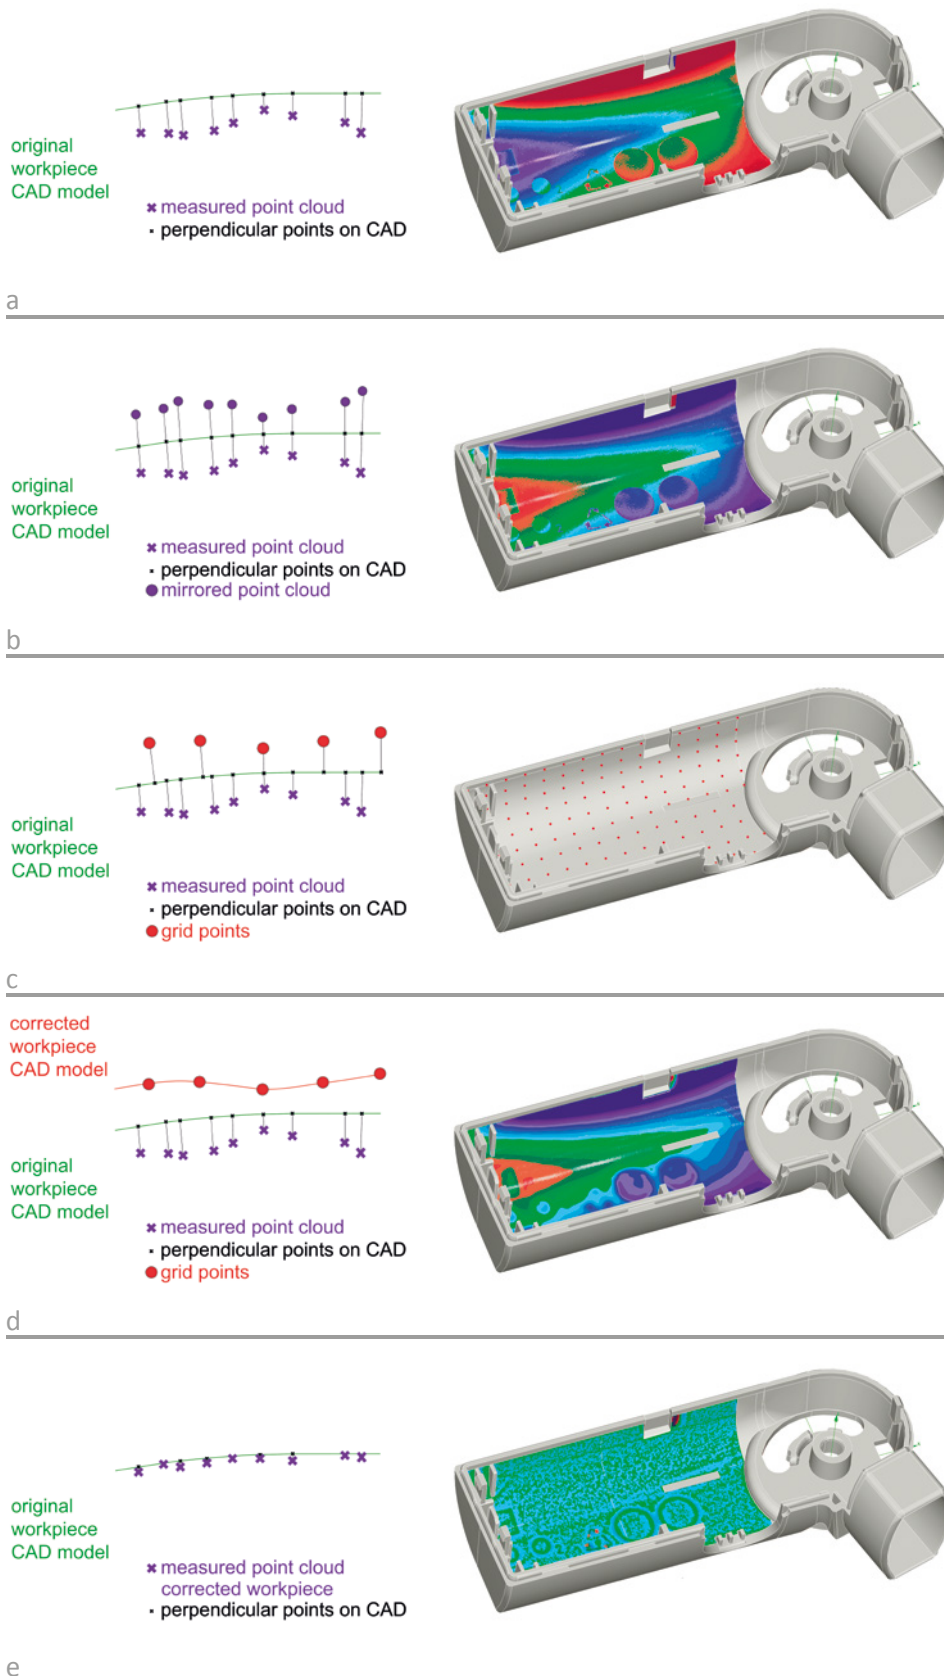 original
workpiece
CAD model
measured point cloud
perpendicular points on CAD
a
original
workpiece
CAD model
measured point cloud
perpendicular points on CAD
mirrored point cloud
b
original
workpiece
CAD model
measured point cloud
perpendicular points on CAD
grid points
c
corrected
workpiece
CAD model
original
workpiece
CAD model
measured point cloud
perpendicular points on CAD
grid points
d
original
workpiece
CAD model
measured point cloud
corrected workpiece
perpendicular points on CAD
e